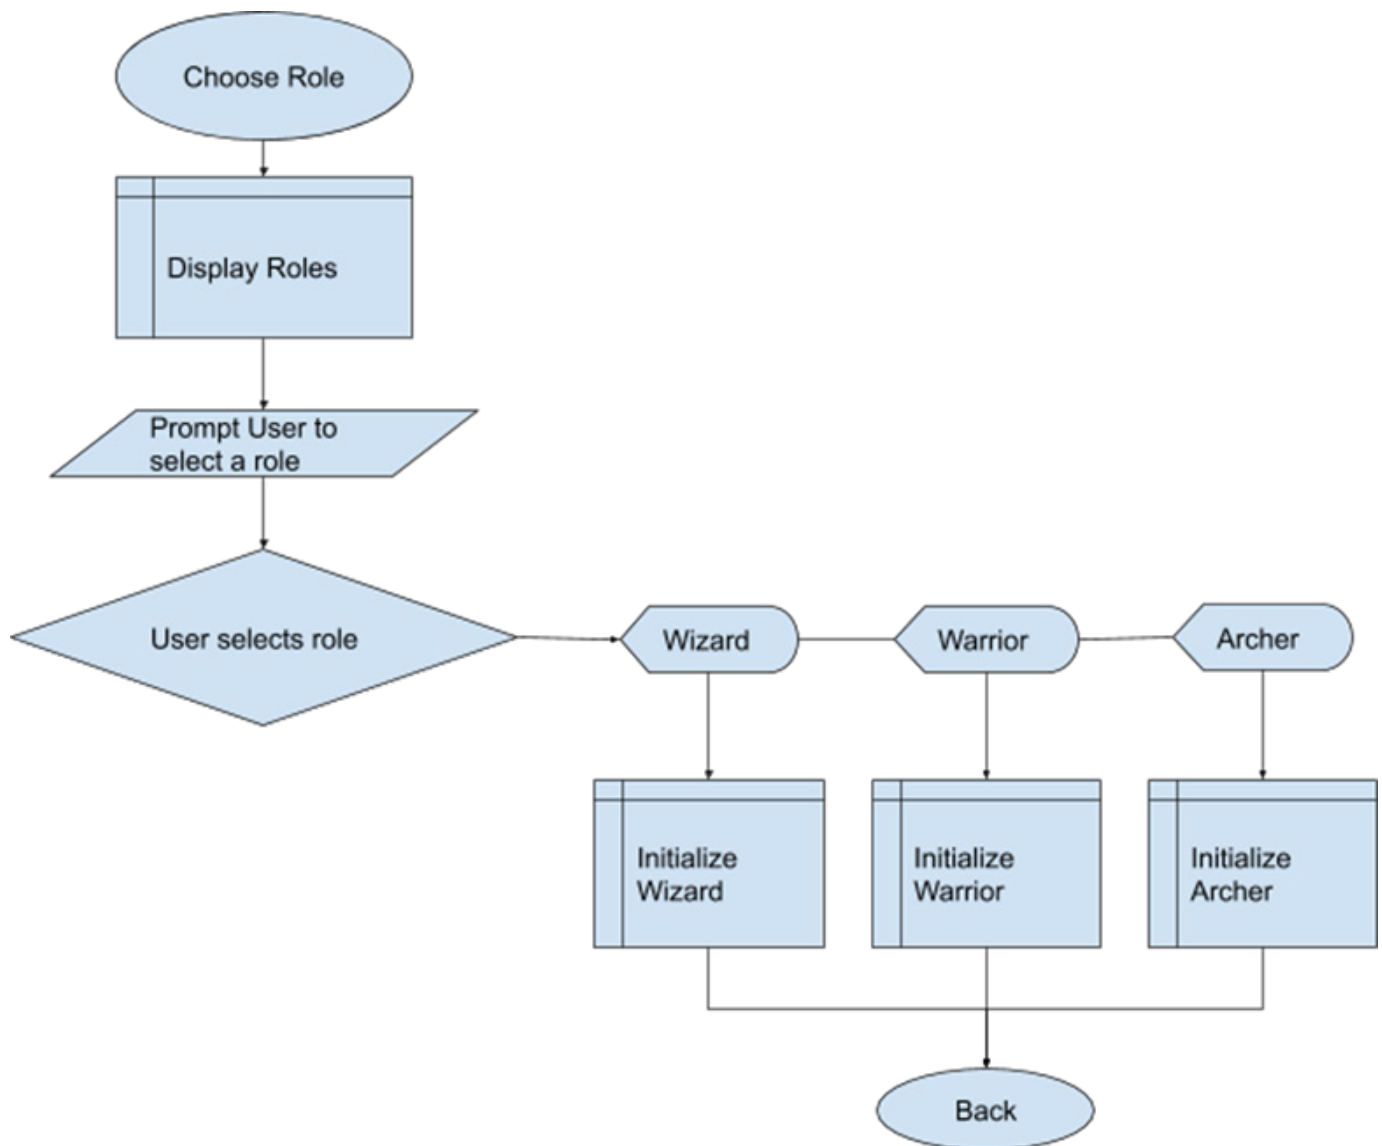 Choose Role
Display Roles
Prompt User to
select a role
User selects role
Wizard
Warrior
Archer
Initialize
Wizard
Initialize
Warrior
Initialize
Archer
Back